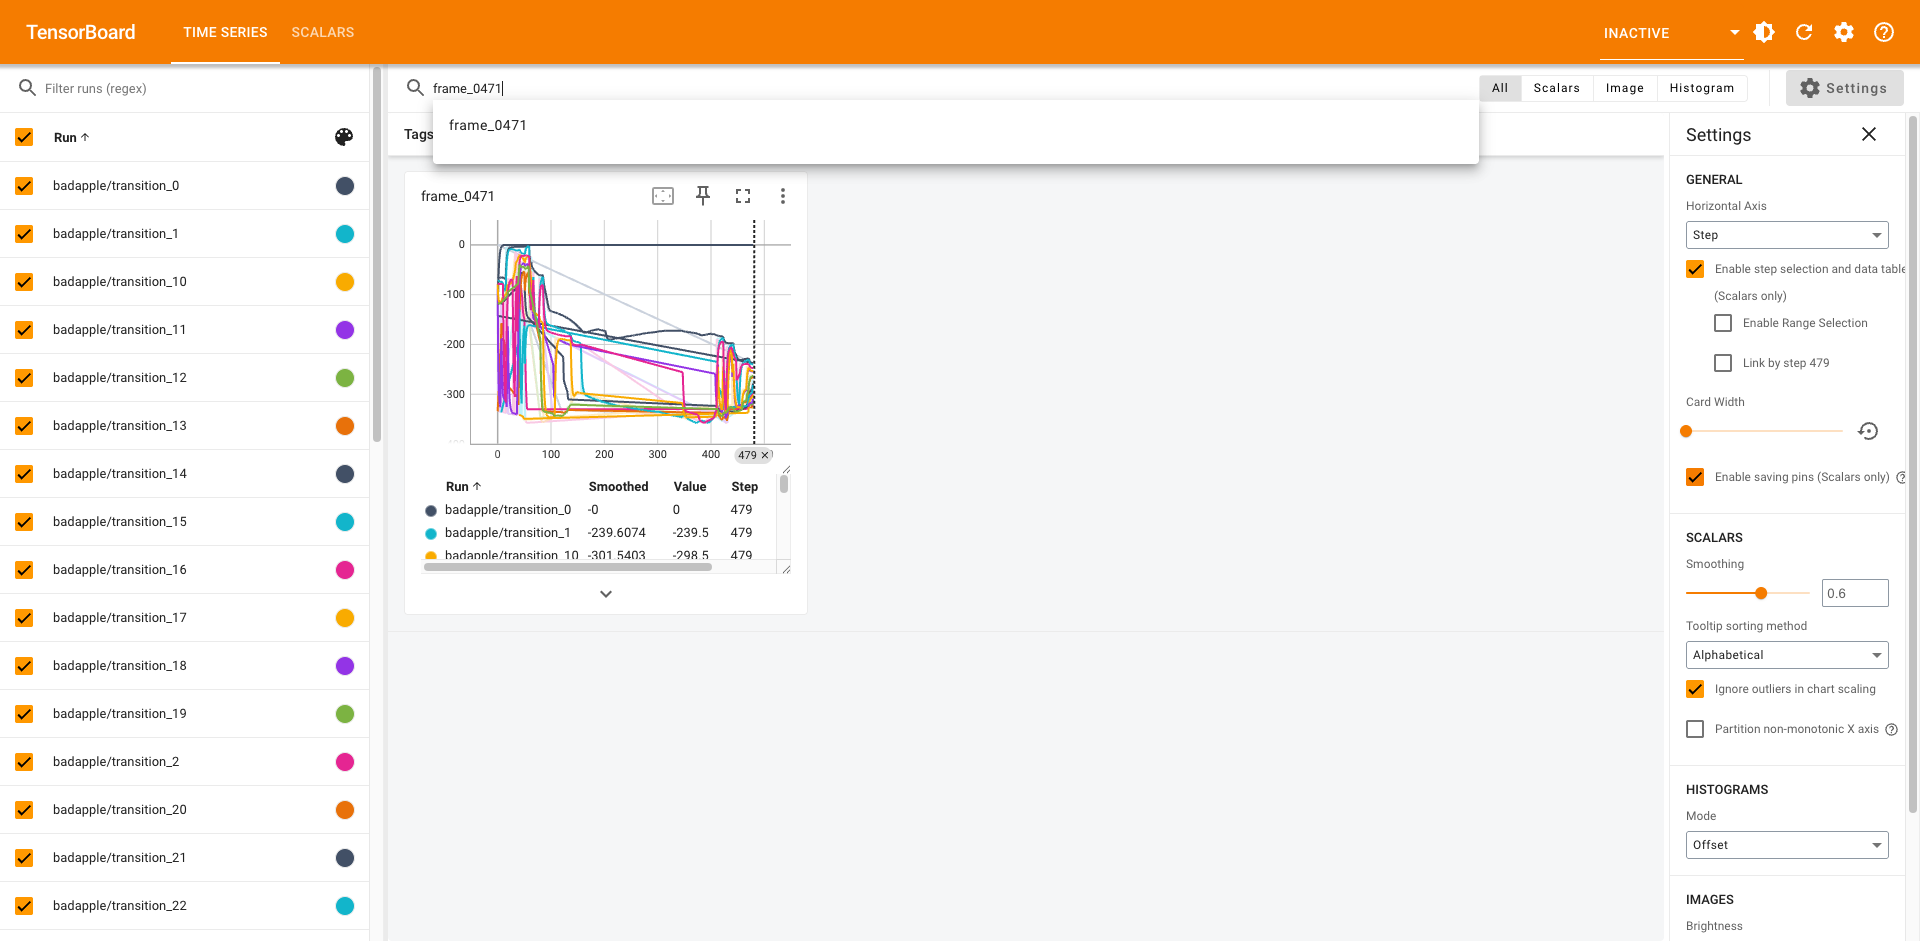 TensorBoard
TIME SERIES
SCALARS
INACTIVE
Filter runs (regex)
frame_0471
All
Scalars
Image
Histogram
Settings
frame_0471
Run
Tags
Settings
badapple/transition_0
badapple/transition_1
badapple/transition_10
badapple/transition_11
badapple/transition_12
badapple/transition_13
badapple/transition_14
badapple/transition_15
badapple/transition_16
badapple/transition_17
badapple/transition_18
badapple/transition_19
badapple/transition_2
badapple/transition_20
badapple/transition_21
badapple/transition_22
frame_0471
0
-100
-200
-300
0 100 200 300 400 479
Run Smoothed Value Step
badapple/transition_0 -0 0 479
badapple/transition_1 -239.6074 -239.5 479
badapple/transition_10 -301.5403 -298.5 479
GENERAL
Horizontal Axis
Step
Enable step selection and data table
(Scalars only)
Enable Range Selection
Link by step 479
Card Width
Enable saving pins (Scalars only)
SCALARS
Smoothing
0.6
Tooltip sorting method
Alphabetical
Ignore outliers in chart scaling
Partition non-monotonic X axis
HISTOGRAMS
Mode
Offset
IMAGES
Brightness